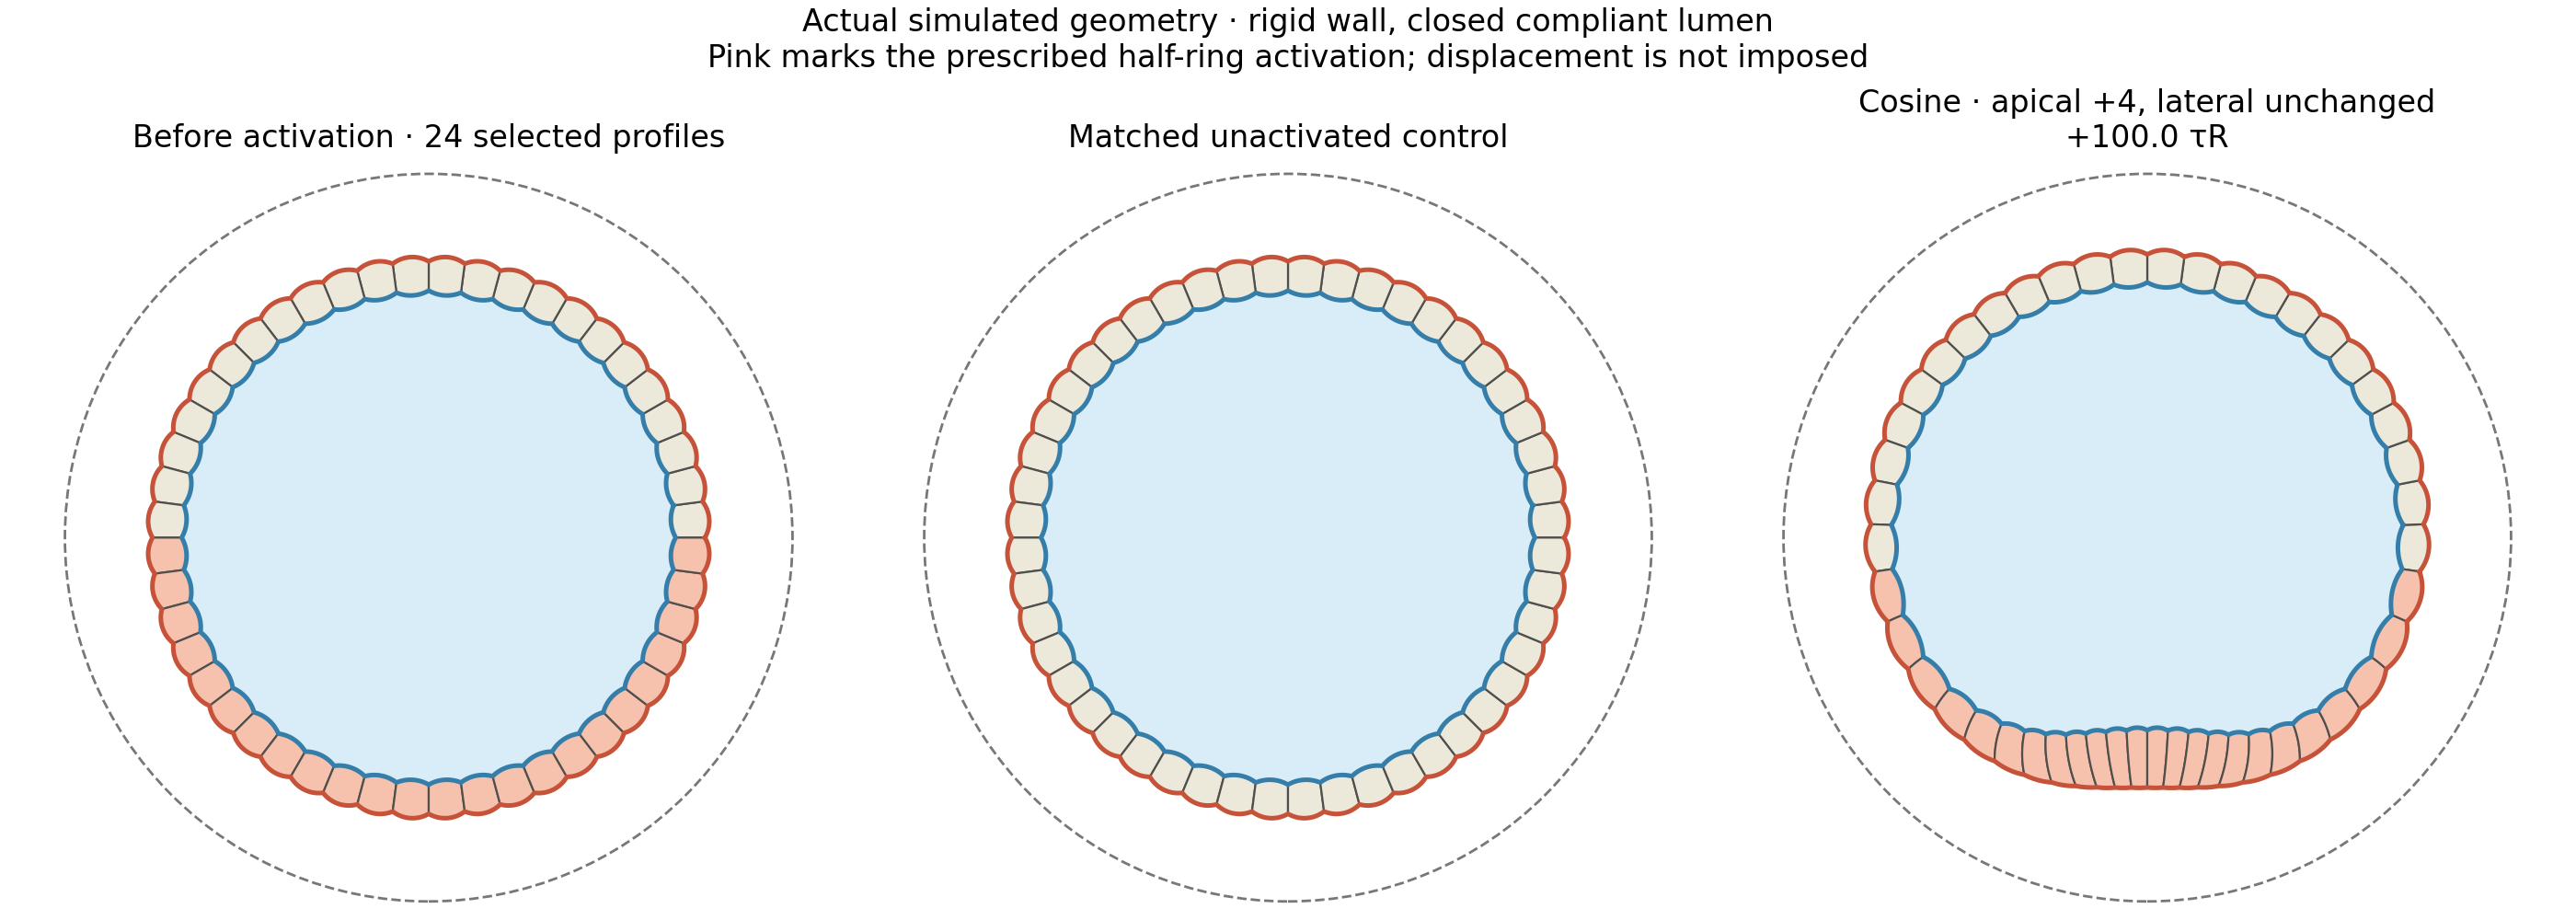 Actual simulated geometry · rigid wall, closed compliant lumen
Pink marks the prescribed half-ring activation; displacement is not imposed
Before activation · 24 selected profiles
Matched unactivated control
Cosine · apical +4, lateral unchanged
+100.0 τR